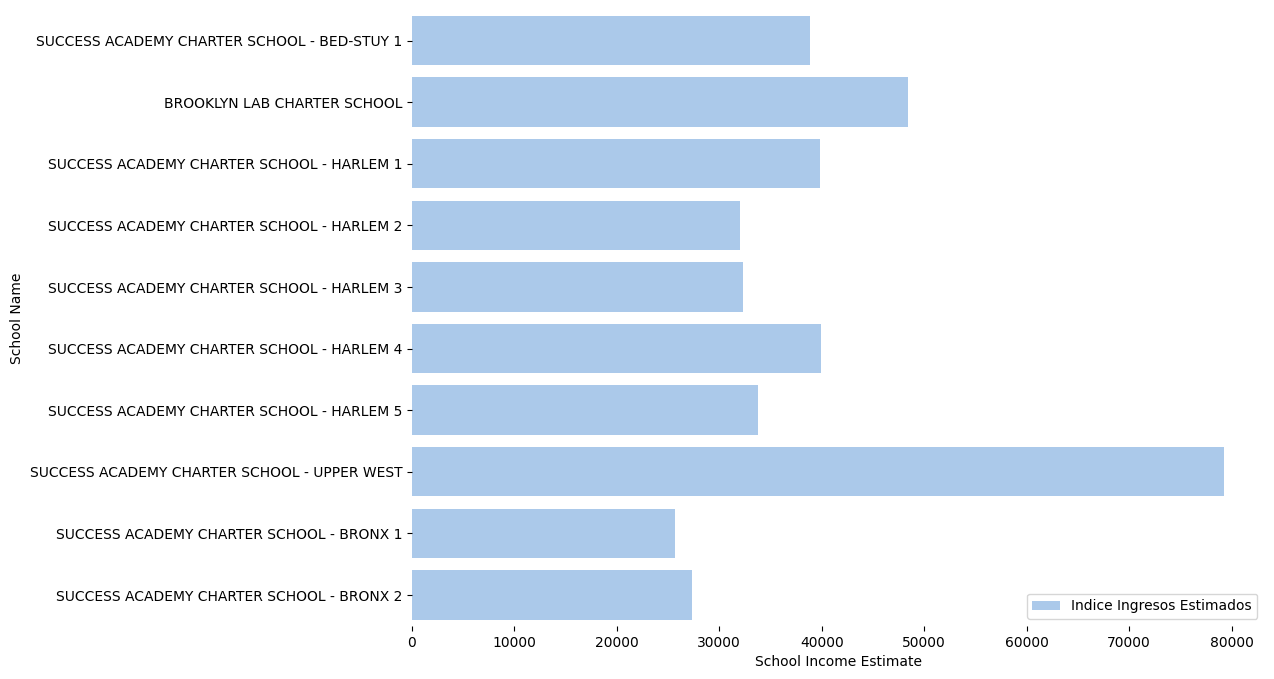 SUCCESS ACADEMY CHARTER SCHOOL - BED-STUY 1
BROOKLYN LAB CHARTER SCHOOL
SUCCESS ACADEMY CHARTER SCHOOL - HARLEM 1
SUCCESS ACADEMY CHARTER SCHOOL - HARLEM 2
SUCCESS ACADEMY CHARTER SCHOOL - HARLEM 3
SUCCESS ACADEMY CHARTER SCHOOL - HARLEM 4
SUCCESS ACADEMY CHARTER SCHOOL - HARLEM 5
SUCCESS ACADEMY CHARTER SCHOOL - UPPER WEST
SUCCESS ACADEMY CHARTER SCHOOL - BRONX 1
SUCCESS ACADEMY CHARTER SCHOOL - BRONX 2
School Name
Indice Ingresos Estimados
0 10000 20000 30000 40000 50000 60000 70000 80000
School Income Estimate